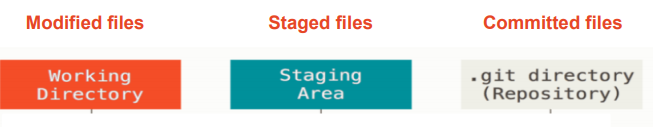 Modified files
Staged files
Committed files
Working
Directory
Staging
Area
.git directory
(Repository)